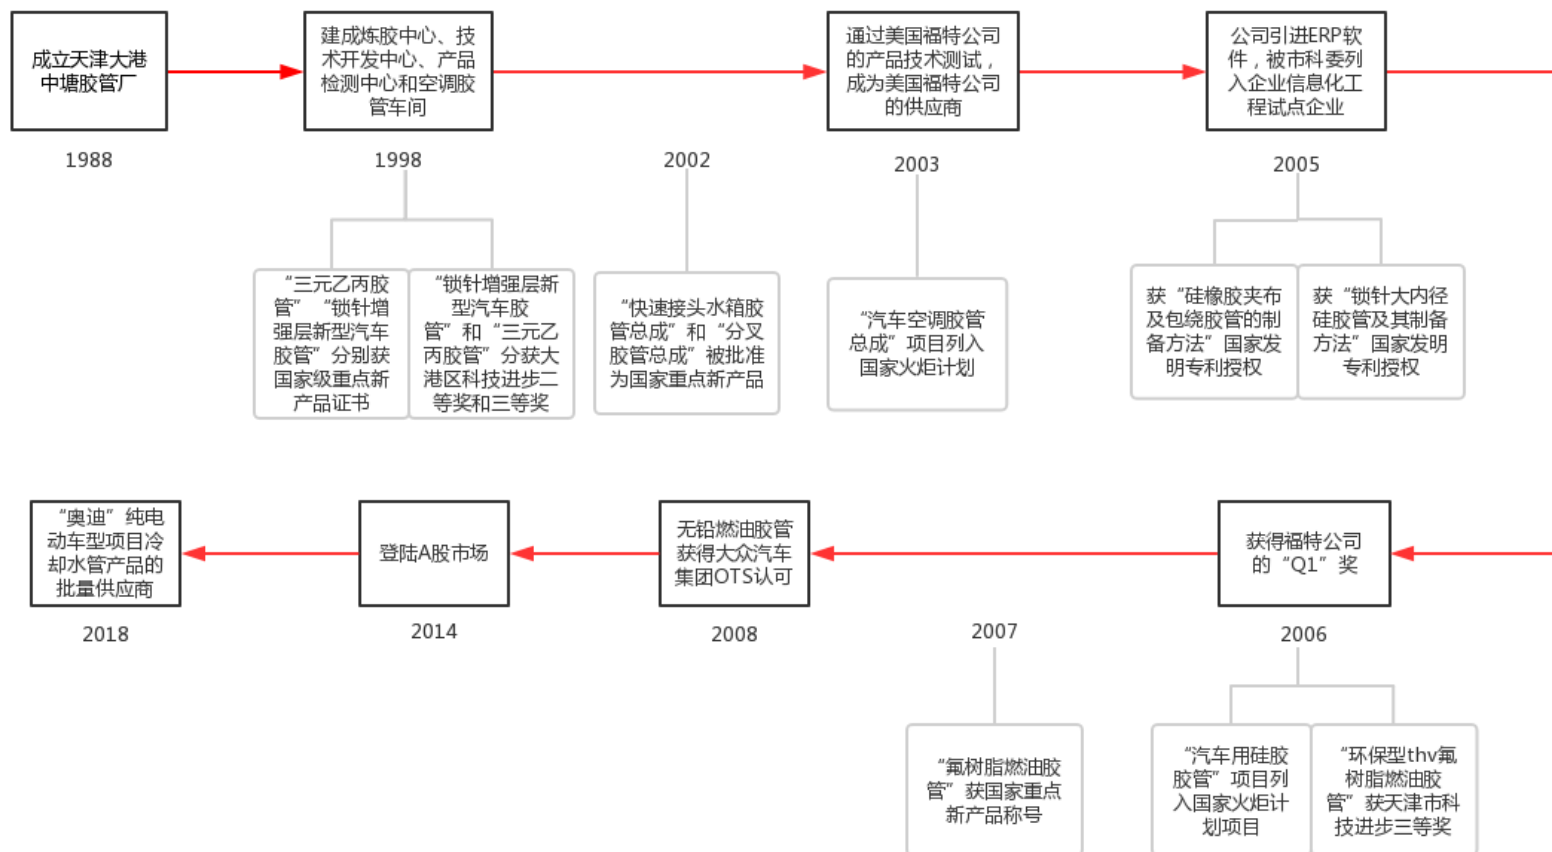 成立天津大港
中塘胶管厂
建成炼胶中心、技
术开发中心、产品
检测中心和空调胶
管车间
通过美国福特公司
的产品技术测试，
成为美国福特公司
的供应商
公司引进ERP软
件，被市科委列
入企业信息化工
程试点企业
1988
1998
2002
2003
2005
“三元乙丙胶
管”“锁针增
强层新型汽车
胶管”分别获
国家级重点新
产品证书
“锁针增强层新
型汽车胶
管”和“三元乙
丙胶管”分获大
港区科技进步二
等奖和三等奖
“快速接头水箱胶
管总成”和“分叉
胶管总成”被批准
为国家重点新产品
“汽车空调胶管
总成”项目列入
国家火炬计划
获“硅橡胶夹布
及包绕胶管的制
备方法”国家发
明专利授权
获“锁针大内径
硅胶管及其制备
方法”国家发明
专利授权
“奥迪”纯电
动车型项目冷
却水管产品的
批量供应商
登陆A股市场
无铅燃油胶管
获得大众汽车
集团OTS认可
获得福特公司
的“Q1”奖
2018
2014
2008
2007
2006
“氟树脂燃油胶
管”获国家重点
新产品称号
“汽车用硅胶
胶管”项目列
入国家火炬计
划项目
“环保型thv氟
树脂燃油胶
管”获天津市科
技进步三等奖